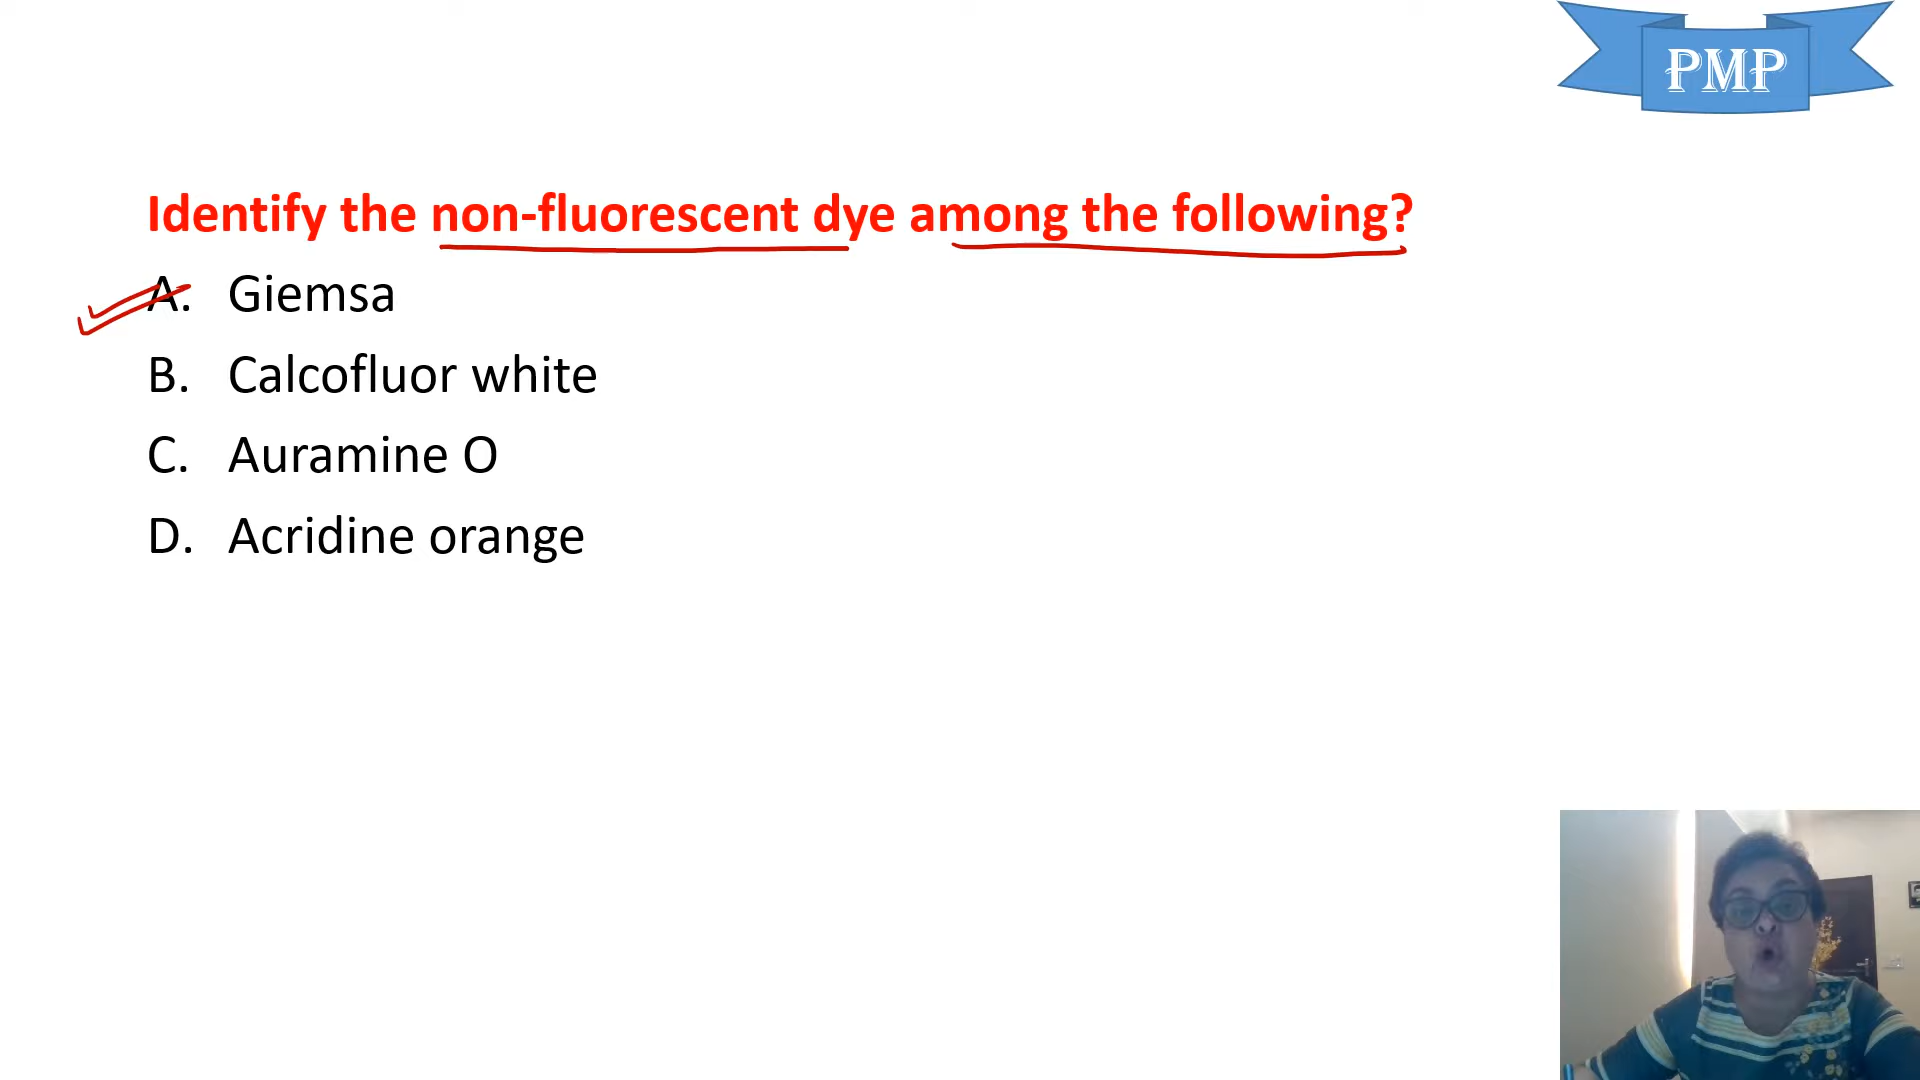 PMP
Identify the non-fluorescent dye among the following?
A. Giemsa
B. Calcofluor white
C. Auramine O
D. Acridine orange